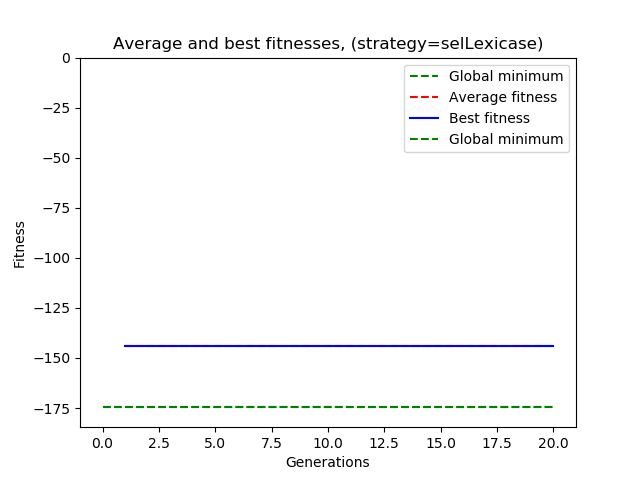 Average and best fitnesses, (strategy=selLexicase)
Global minimum
Average fitness
Best fitness
Global minimum
Fitness
0
−25
−50
−75
−100
−125
−150
−175
0.0 2.5 5.0 7.5 10.0 12.5 15.0 17.5 20.0
Generations